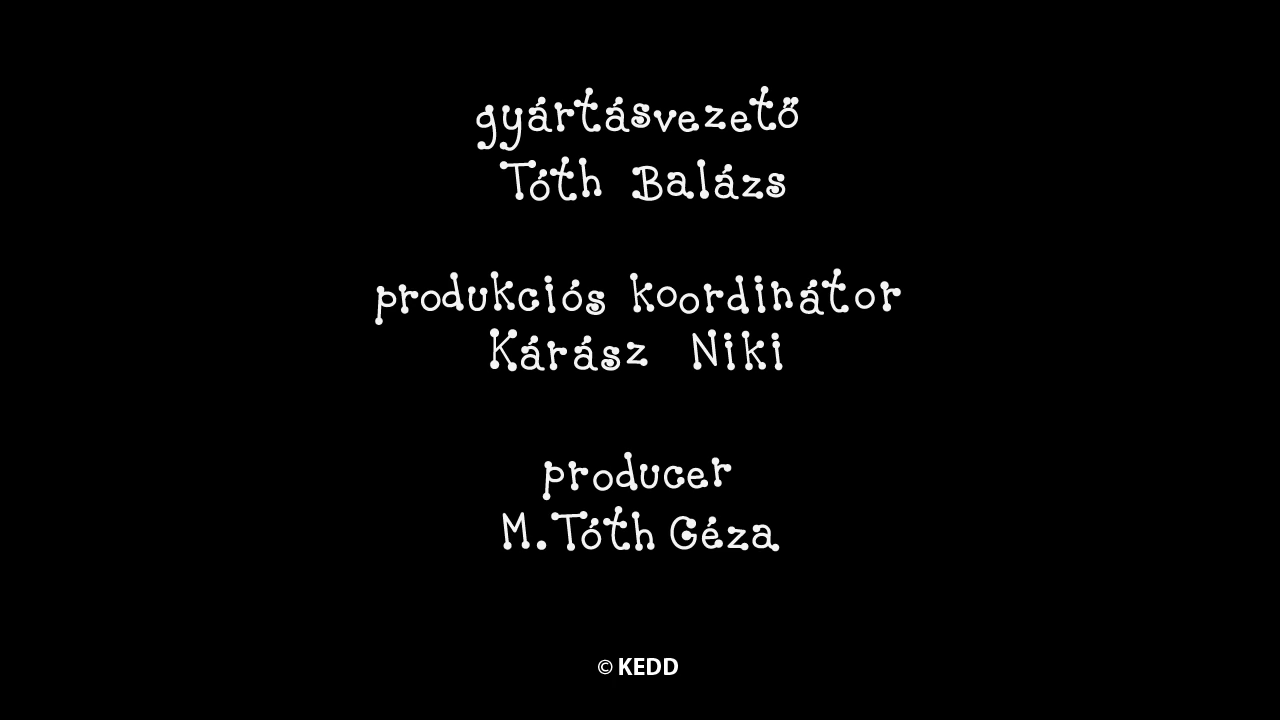 gyártásvezető
Tóth Balázs
produkciós koordinátor
Kárász Niki
producer
M. Tóth Géza
© KEDD